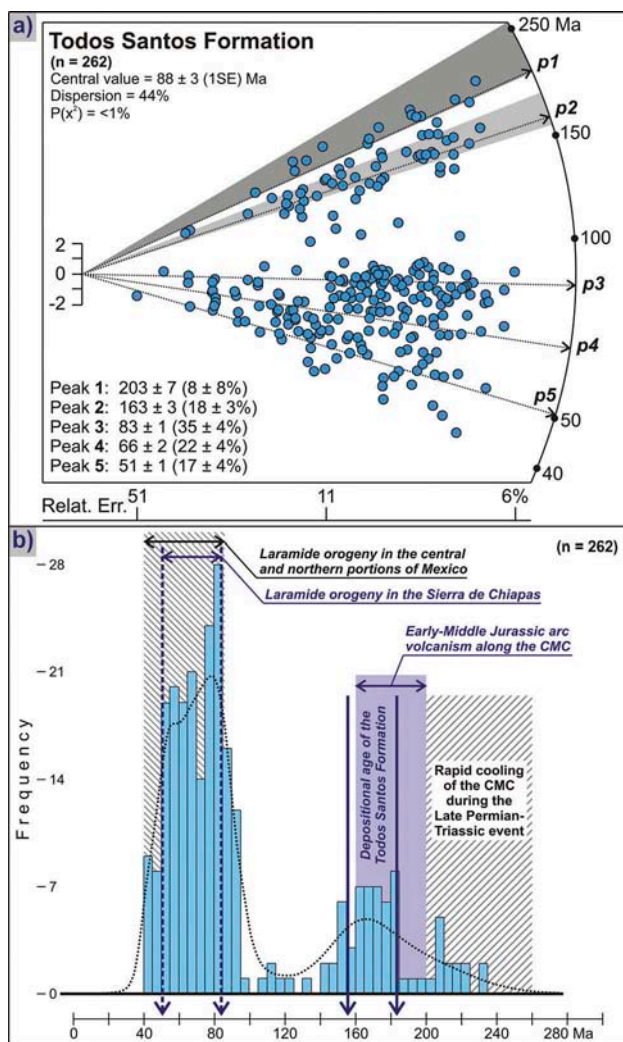 a)
Todos Santos Formation
(n = 262)
Central value = 88 ± 3 (1SE) Ma
Dispersion = 44%
P(x²) = <1%
250 Ma
p1
p2
150
100
p3
p4
p5
50
40
2
0
-2
Peak 1: 203 ± 7 (8 ± 8%)
Peak 2: 163 ± 3 (18 ± 3%)
Peak 3: 83 ± 1 (35 ± 4%)
Peak 4: 66 ± 2 (22 ± 4%)
Peak 5: 51 ± 1 (17 ± 4%)
Relat. Err.
51
11
6%
b)
(n = 262)
Laramide orogeny in the central
and northern portions of Mexico
Laramide orogeny in the Sierra de Chiapas
Early-Middle Jurassic arc
volcanism along the CMC
Depositional age of the
Todos Santos Formation
Rapid cooling
of the CMC
during the
Late Permian-
Triassic event
Frequency
28
21
14
7
0
0 40 80 120 160 200 240 280 Ma